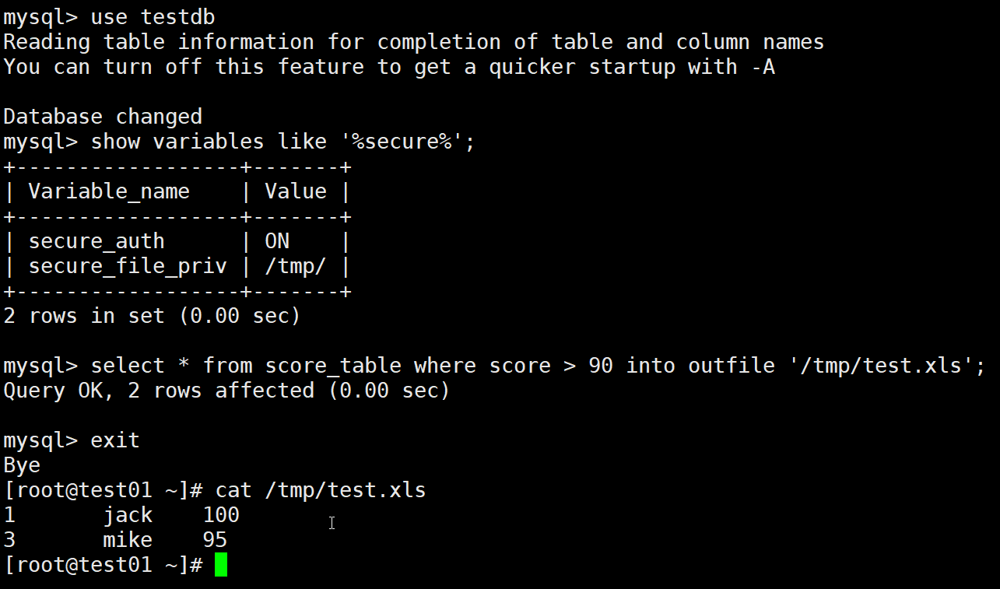 mysql> use testdb
Reading table information for completion of table and column names
You can turn off this feature to get a quicker startup with -A
Database changed
mysql> show variables like '%secure%';
+------------------+-------+
| Variable_name    | Value |
+------------------+-------+
| secure_auth      | ON    |
| secure_file_priv | /tmp/ |
+------------------+-------+
2 rows in set (0.00 sec)
mysql> select * from score_table where score > 90 into outfile '/tmp/test.xls';
Query OK, 2 rows affected (0.00 sec)
mysql> exit
Bye
[root@test01 ~]# cat /tmp/test.xls
1       jack    100
3       mike    95
[root@test01 ~]#